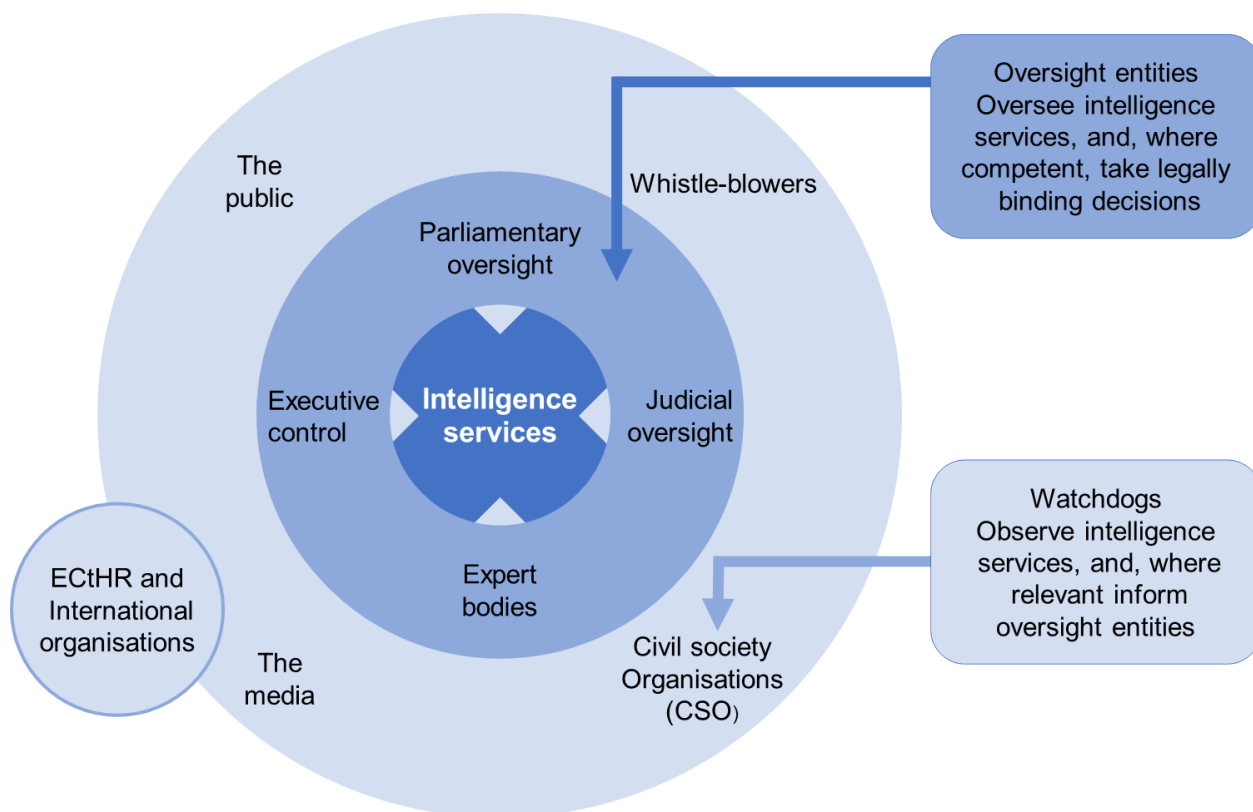 Oversight entities
Oversee intelligence
services, and, where
competent, take legally
binding decisions
The
public
Whistle-blowers
Parliamentary
oversight
Executive
control
Intelligence
services
Judicial
oversight
Expert
bodies
ECtHR and
International
organisations
The
media
Civil society
Organisations
(CSO)
Watchdogs
Observe intelligence
services, and, where
relevant inform
oversight entities